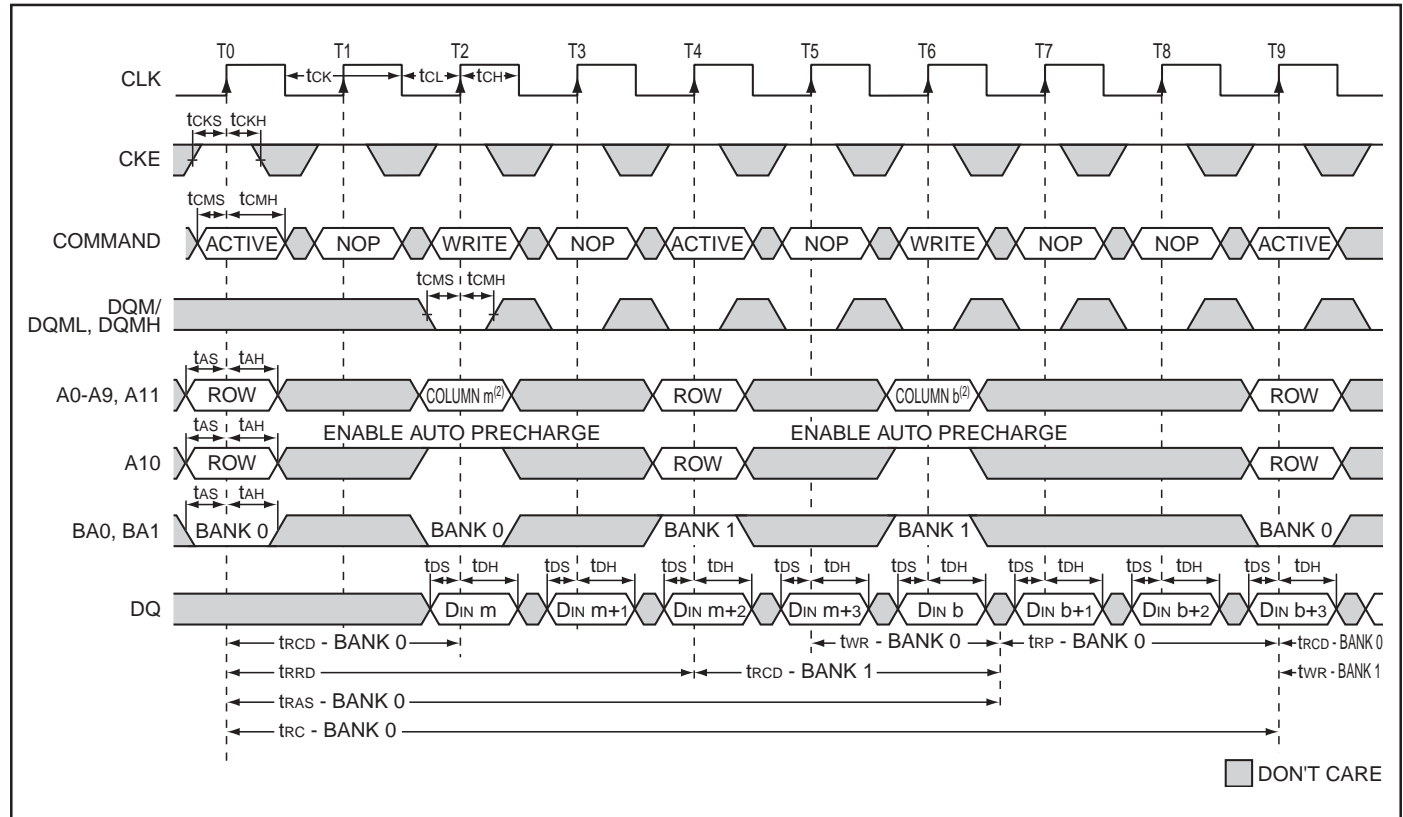 T0 T1 T2 T3 T4 T5 T6 T7 T8 T9
CLK tCK tCL tCH
tCKS tCKH
CKE
tCMS tCMH
COMMAND ACTIVE NOP WRITE NOP ACTIVE NOP WRITE NOP NOP ACTIVE
tCMS tCMH
DQM/
DQML, DQMH
tAS tAH
A0-A9, A11 ROW COLUMN m(2) ROW COLUMN b(2) ROW
tAS tAH ENABLE AUTO PRECHARGE ENABLE AUTO PRECHARGE
A10 ROW ROW ROW
tAS tAH
BA0, BA1 BANK 0 BANK 0 BANK 1 BANK 1 BANK 0
tDS tDH tDS tDH tDS tDH tDS tDH tDS tDH tDS tDH tDS tDH tDS tDH
DQ DIN m DIN m+1 DIN m+2 DIN m+3 DIN b DIN b+1 DIN b+2 DIN b+3
tRCD - BANK 0 tWR - BANK 0 tRP - BANK 0 tRCD - BANK 0
tRRD tRCD - BANK 1 tWR - BANK 1
tRAS - BANK 0
tRC - BANK 0
DON'T CARE